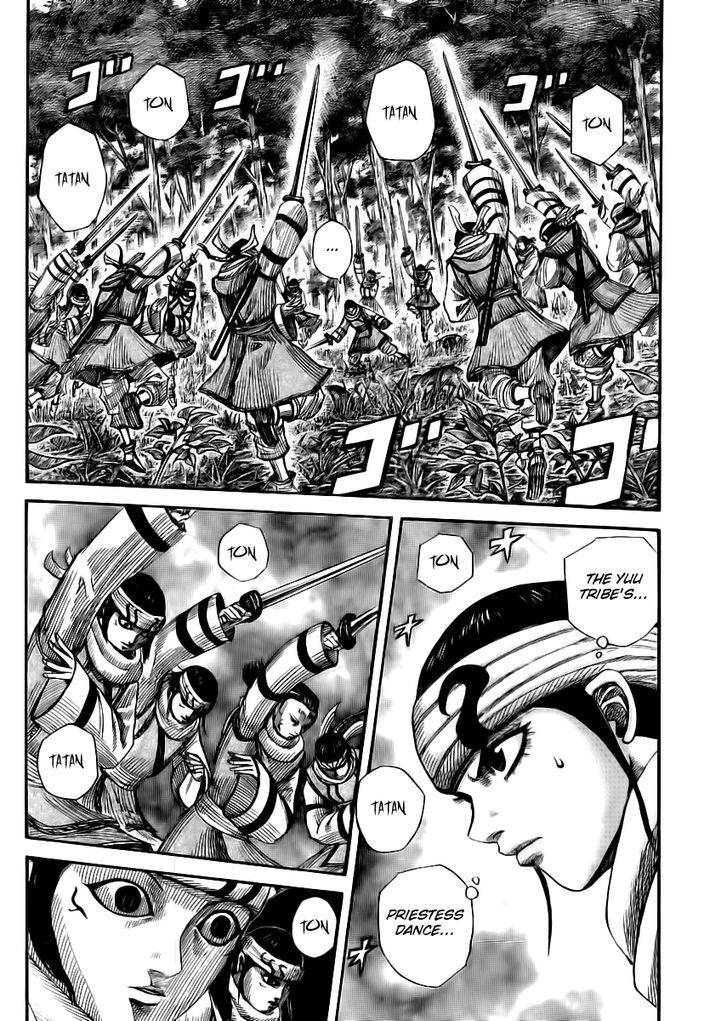 ゴ゛
ゴ゛
ゴ゛
TON
TATAN
TON
TATAN
...
ゴ゛
ゴ゛
THE YUU
TRIBE'S...
TON
TON
TATAN
TATAN
PRIESTESS
DANCE...
TON